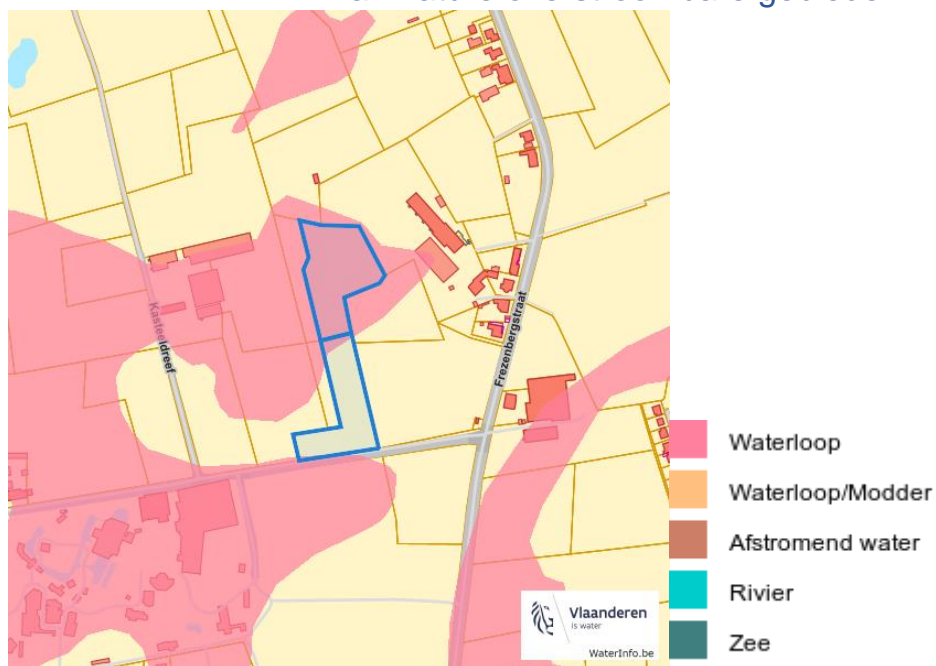 Kasteeldreef
Frezenbergstraat
Vlaanderen
is water
WaterInfo.be
Waterloop
Waterloop/Modder
Afstromend water
Rivier
Zee